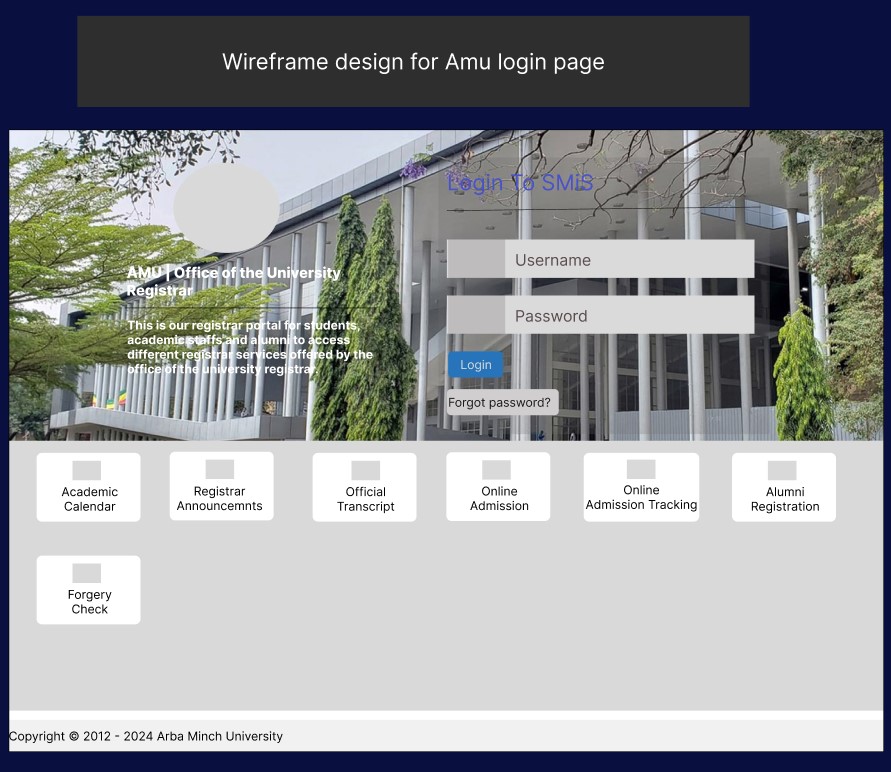 Wireframe design for Amu login page
Login To SMiS
AMU | Office of the University
Registrar
This is our registrar portal for students,
academic staffs and alumni to access
different registrar services offered by the
office of the university registrar.
Username
Password
Login
Forgot password?
Academic
Calendar
Registrar
Announcemnts
Official
Transcript
Online
Admission
Online
Admission Tracking
Alumni
Registration
Forgery
Check
Copyright © 2012 - 2024 Arba Minch University